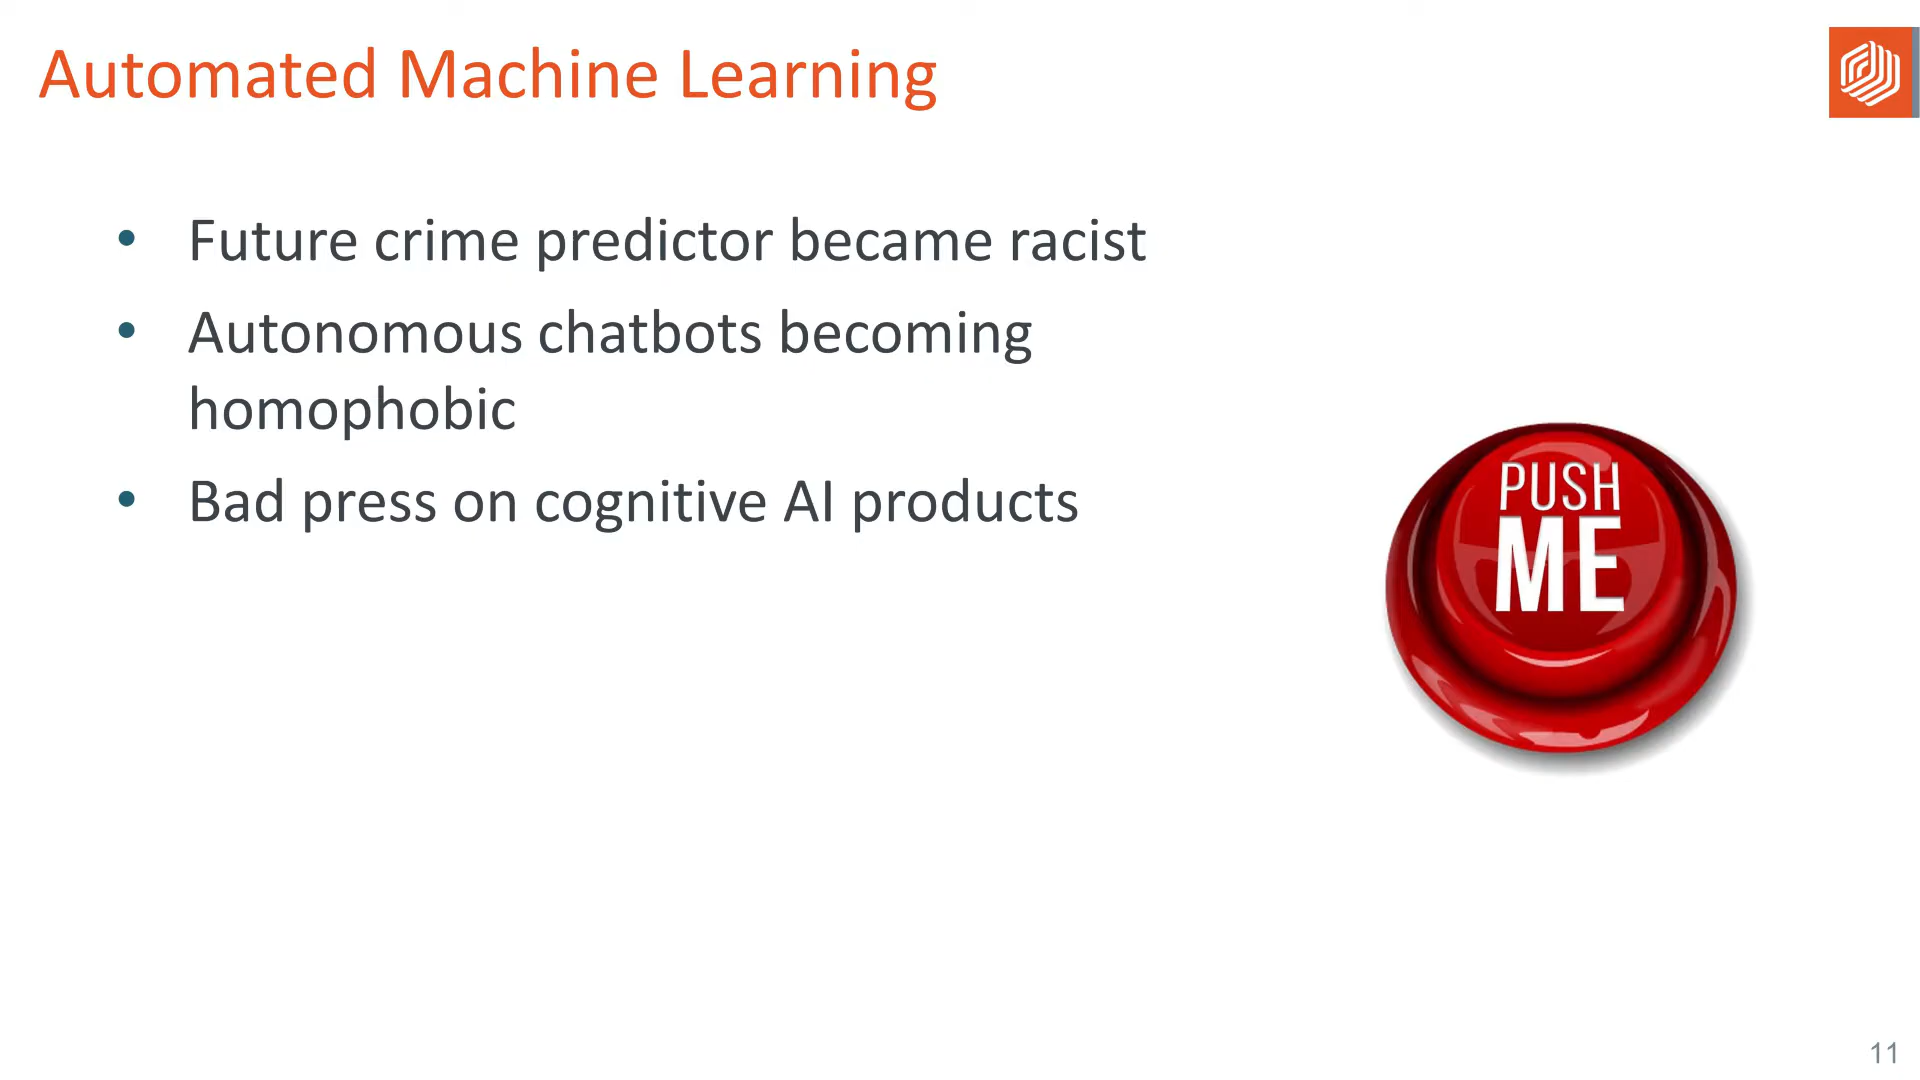 Automated Machine Learning
• Future crime predictor became racist
• Autonomous chatbots becoming
homophobic
• Bad press on cognitive AI products
PUSH
ME
11